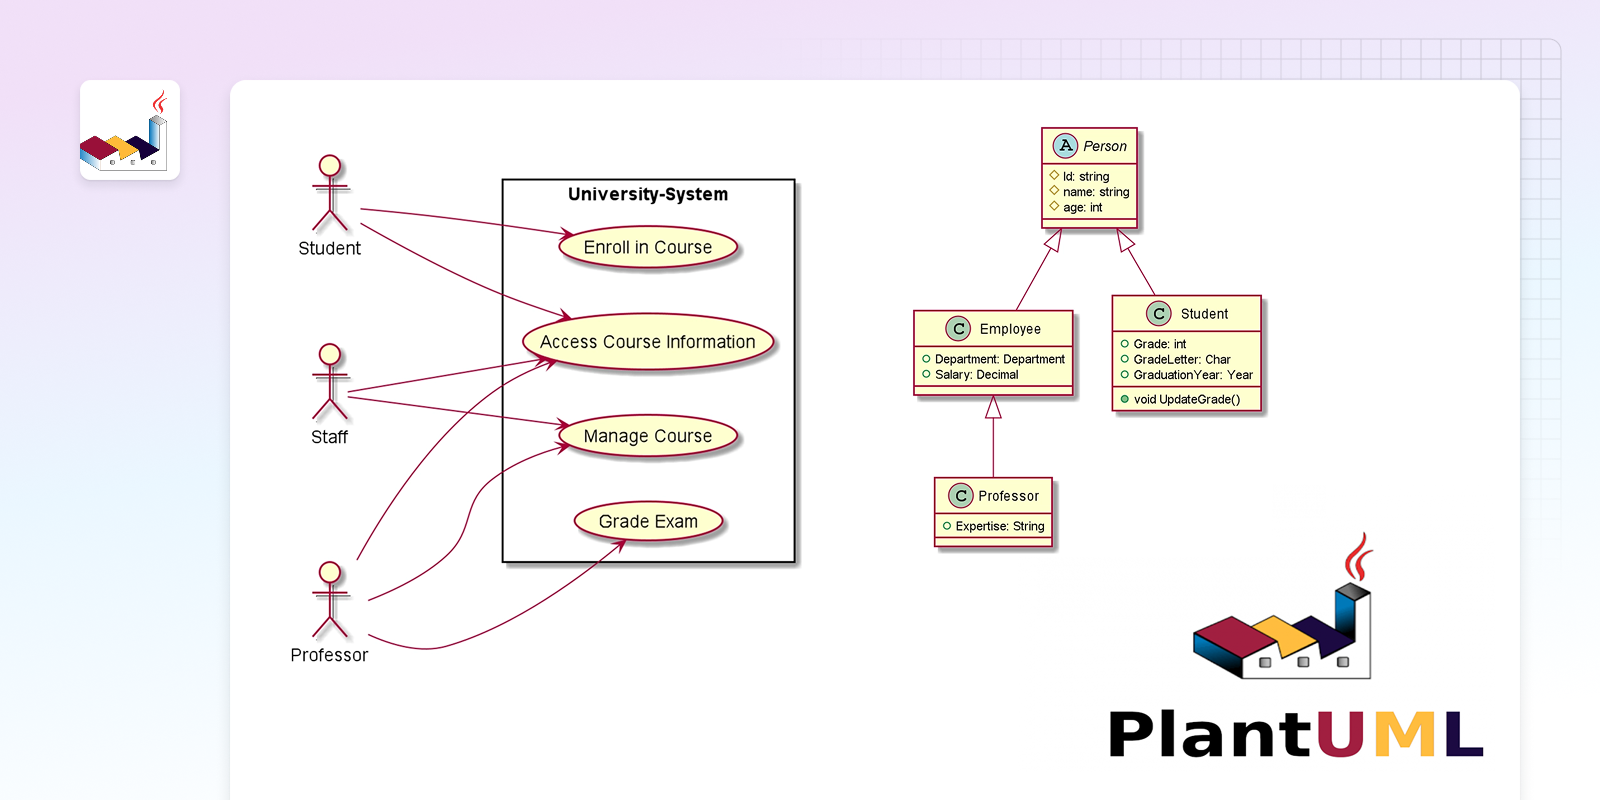 University-System
Student
Enroll in Course
Access Course Information
Staff
Manage Course
Grade Exam
Professor
A Person
Id: string
name: string
age: int
C Employee
Department: Department
Salary: Decimal
C Student
Grade: int
GradeLetter: Char
GraduationYear: Year
void UpdateGrade()
C Professor
Expertise: String
PlantUML